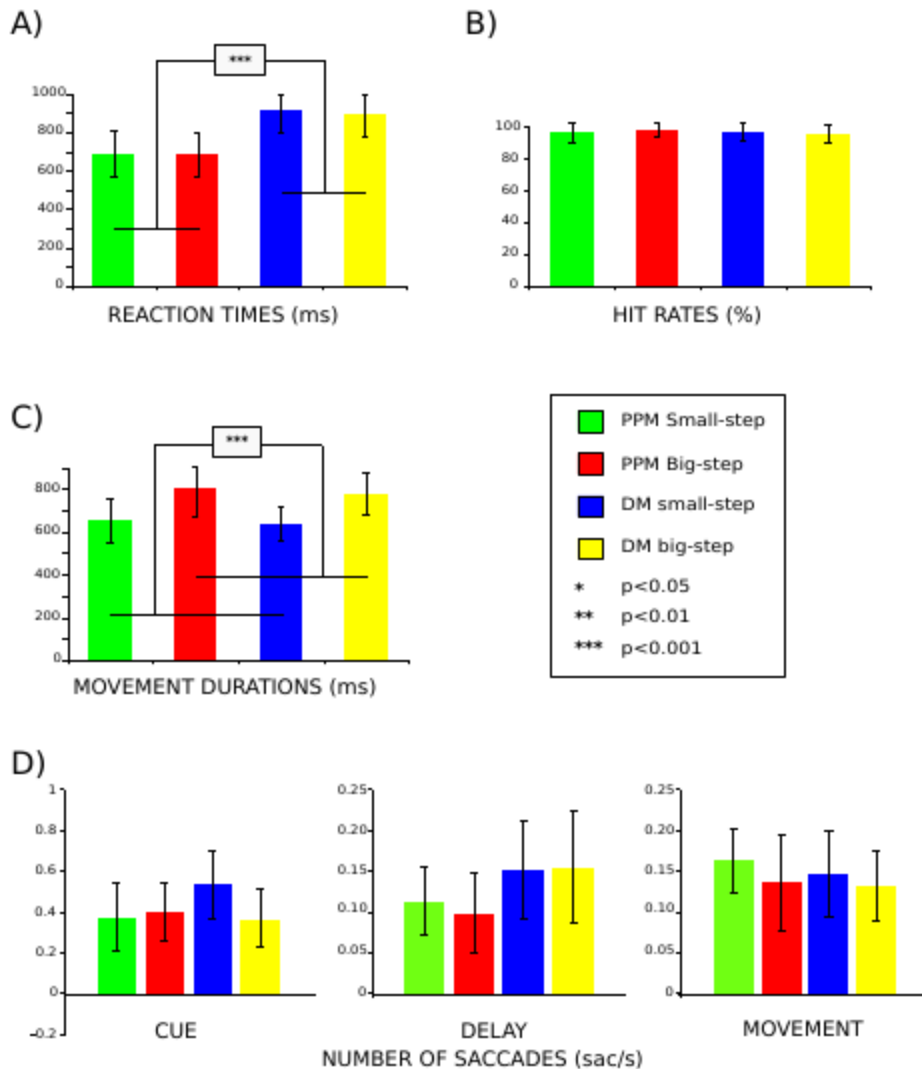 A)
***
1000
800
600
400
200
0
REACTION TIMES (ms)
B)
100
80
60
40
20
0
HIT RATES (%)
C)
***
800
600
400
200
0
MOVEMENT DURATIONS (ms)
PPM Small-step
PPM Big-step
DM small-step
DM big-step
* p<0.05
** p<0.01
*** p<0.001
D)
1
0.8
0.6
0.4
0.2
0
-0.2
CUE
0.25
0.20
0.15
0.10
0.05
0
DELAY
0.25
0.20
0.15
0.10
0.05
0
MOVEMENT
NUMBER OF SACCADES (sac/s)